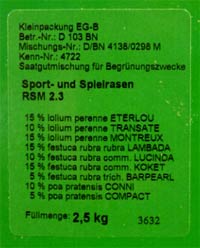 Kleinpackung EG-B
Betr.-Nr.: D 103 BN
Mischungs-Nr.: D/BN 4138/0298 M
Kenn-Nr.: 4722
Saatgutmischung für Begrünungszwecke
Sport- und Spielrasen
RSM 2.3
15 % lolium perenne ETERLOU
10 % lolium perenne TRANSATE
15 % lolium perenne MONTREUX
15 % festuca rubra rubra LAMBADA
10 % festuca rubra comm. LUCINDA
15 % festuca rubra comm. KOKET
5 % festuca rubra trich. BARPEARL
10 % poa pratensis CONNI
5 % poa pratensis COMPACT
Füllmenge: 2,5 kg 3632